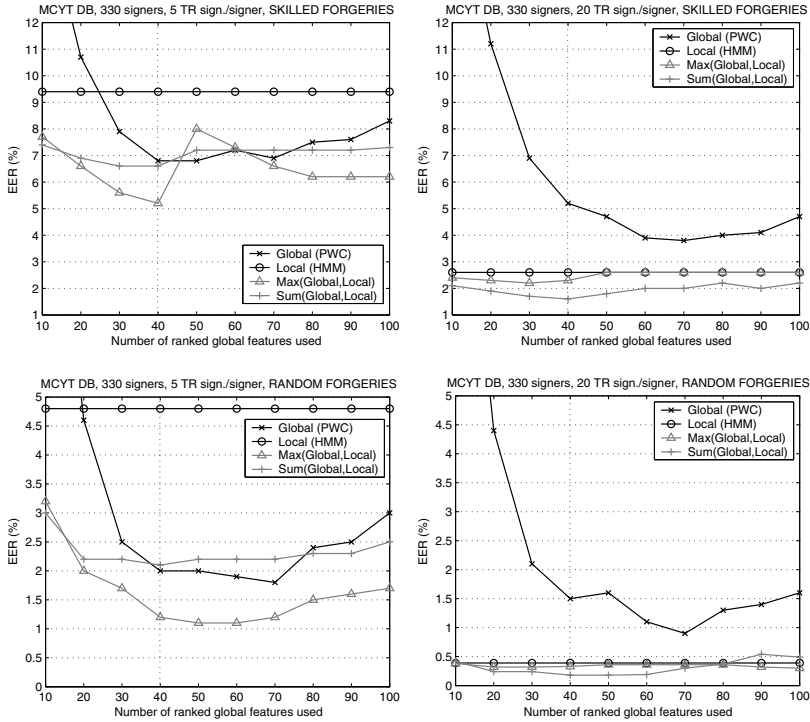 MCYT DB, 330 signers, 5 TR sign./signer, SKILLED FORGERIES
12
11
10
9
8
7
6
5
4
3
2
1
EER (%)
Global (PWC)
Local (HMM)
Max(Global,Local)
Sum(Global,Local)
10 20 30 40 50 60 70 80 90 100
Number of ranked global features used
MCYT DB, 330 signers, 20 TR sign./signer, SKILLED FORGERIES
12
11
10
9
8
7
6
5
4
3
2
1
EER (%)
Global (PWC)
Local (HMM)
Max(Global,Local)
Sum(Global,Local)
10 20 30 40 50 60 70 80 90 100
Number of ranked global features used
MCYT DB, 330 signers, 5 TR sign./signer, RANDOM FORGERIES
5
4.5
4
3.5
3
2.5
2
1.5
1
0.5
0
EER (%)
Global (PWC)
Local (HMM)
Max(Global,Local)
Sum(Global,Local)
10 20 30 40 50 60 70 80 90 100
Number of ranked global features used
MCYT DB, 330 signers, 20 TR sign./signer, RANDOM FORGERIES
5
4.5
4
3.5
3
2.5
2
1.5
1
0.5
0
EER (%)
Global (PWC)
Local (HMM)
Max(Global,Local)
Sum(Global,Local)
10 20 30 40 50 60 70 80 90 100
Number of ranked global features used